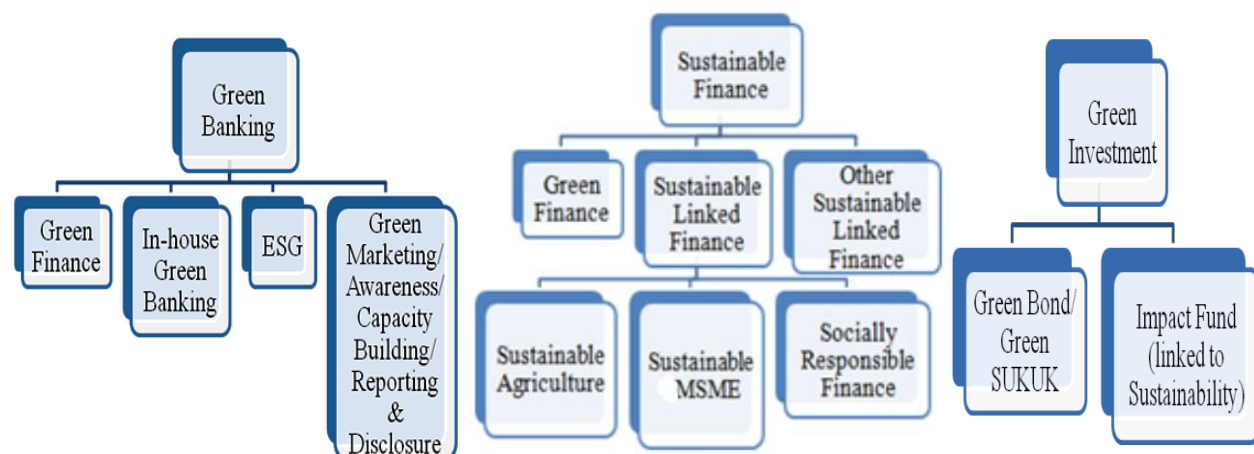 Green
Banking
Green
Finance
In-house
Green
Banking
ESG
Green
Marketing/
Awareness/
Capacity
Building/
Reporting
&
Disclosure
Sustainable
Finance
Green
Finance
Sustainable
Linked
Finance
Other
Sustainable
Linked
Finance
Sustainable
Agriculture
Sustainable
MSME
Socially
Responsible
Finance
Green
Investment
Green Bond/
Green
SUKUK
Impact Fund
(linked to
Sustainability)